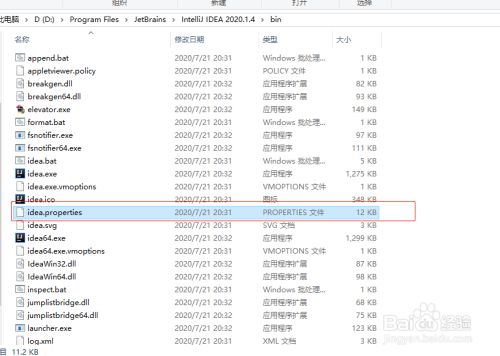 组织
新建
打开
选择
此电脑 > D (D:) > Program Files > JetBrains > IntelliJ IDEA 2020.1.4 > bin
名称 修改日期 类型 大小
append.bat 2020/7/21 20:31 Windows 批处理... 1 KB
appletviewer.policy 2020/7/21 20:31 POLICY 文件 1 KB
breakgen.dll 2020/7/21 20:32 应用程序扩展 82 KB
breakgen64.dll 2020/7/21 20:32 应用程序扩展 93 KB
elevator.exe 2020/7/21 20:32 应用程序 149 KB
format.bat 2020/7/21 20:31 Windows 批处理... 1 KB
fsnotifier.exe 2020/7/21 20:32 应用程序 97 KB
fsnotifier64.exe 2020/7/21 20:32 应用程序 111 KB
idea.bat 2020/7/21 20:31 Windows 批处理... 5 KB
idea.exe 2020/7/21 20:32 应用程序 1,275 KB
idea.exe.vmoptions 2020/7/21 20:31 VMOPTIONS 文件 1 KB
idea.ico 2020/7/21 20:31 图标 348 KB
idea.properties 2020/7/21 20:31 PROPERTIES 文件 12 KB
idea.svg 2020/7/21 20:31 SVG 文档 3 KB
idea64.exe 2020/7/21 20:32 应用程序 1,299 KB
idea64.exe.vmoptions 2020/7/21 20:31 VMOPTIONS 文件 1 KB
IdeaWin32.dll 2020/7/21 20:31 应用程序扩展 87 KB
IdeaWin64.dll 2020/7/21 20:31 应用程序扩展 98 KB
inspect.bat 2020/7/21 20:31 Windows 批处理... 1 KB
jumplistbridge.dll 2020/7/21 20:31 应用程序扩展 68 KB
jumplistbridge64.dll 2020/7/21 20:31 应用程序扩展 75 KB
launcher.exe 2020/7/21 20:32 应用程序 123 KB
log.xml 2020/7/21 20:31 XML 文档 3 KB
目 11.2 KB
Baidu 经验
jingyan.baidu.com